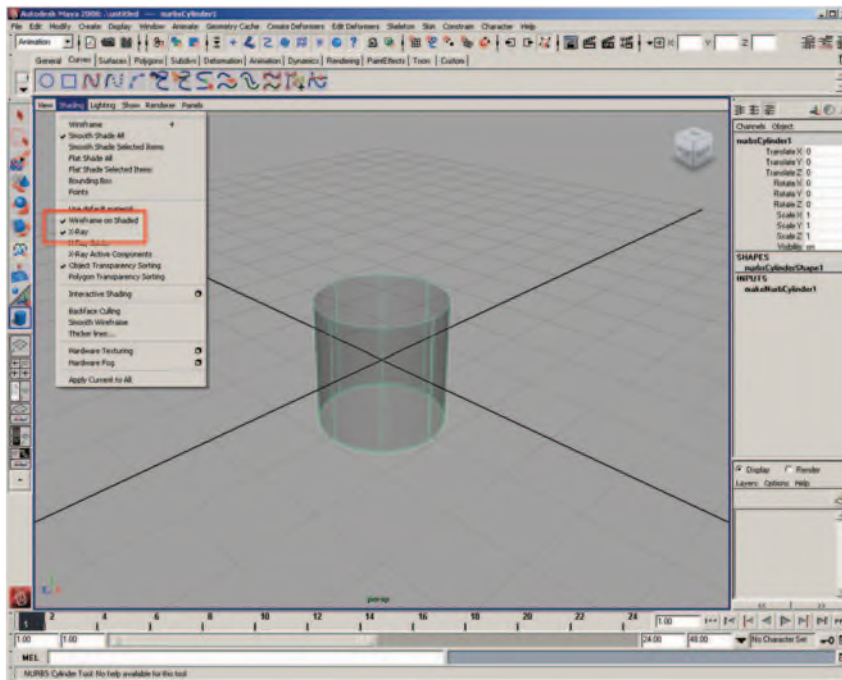 Autodesk Maya 2008: \untitled --- nurbsCylinder1
File Edit Modify Create Display Window Animate Geometry Cache Create Deformers Edit Deformers Skeleton Skin Constrain Character Help
Animation X: Y: Z:
General Curves Surfaces Polygons Subdivs Deformation Animation Dynamics Rendering PaintEffects Toon Custom
View Shading Lighting Show Renderer Panels
Wireframe 4
Smooth Shade All
Smooth Shade Selected Items
Flat Shade All
Flat Shade Selected Items
Bounding Box
Points
Use default material
Wireframe on Shaded
X-Ray
X-Ray Active Components
Object Transparency Sorting
Polygon Transparency Sorting
Interactive Shading
Backface Culling
Smooth Wireframe
Thicker lines...
Hardware Texturing
Hardware Fog
Apply Current to All
persp
Channels Object
nurbsCylinder1
Translate X 0
Translate Y 0
Translate Z 0
Rotate X 0
Rotate Y 0
Rotate Z 0
Scale X 1
Scale Y 1
Scale Z 1
Visibility on
SHAPES
nurbsCylinderShape1
INPUTS
makeNurbCylinder1
Display Render
Layers Options Help
1 2 4 6 8 10 12 14 16 18 20 22 24 1.00
1.00 1.00 24.00 48.00 No Character Set
MEL
NURBS Cylinder Tool: No help available for this tool